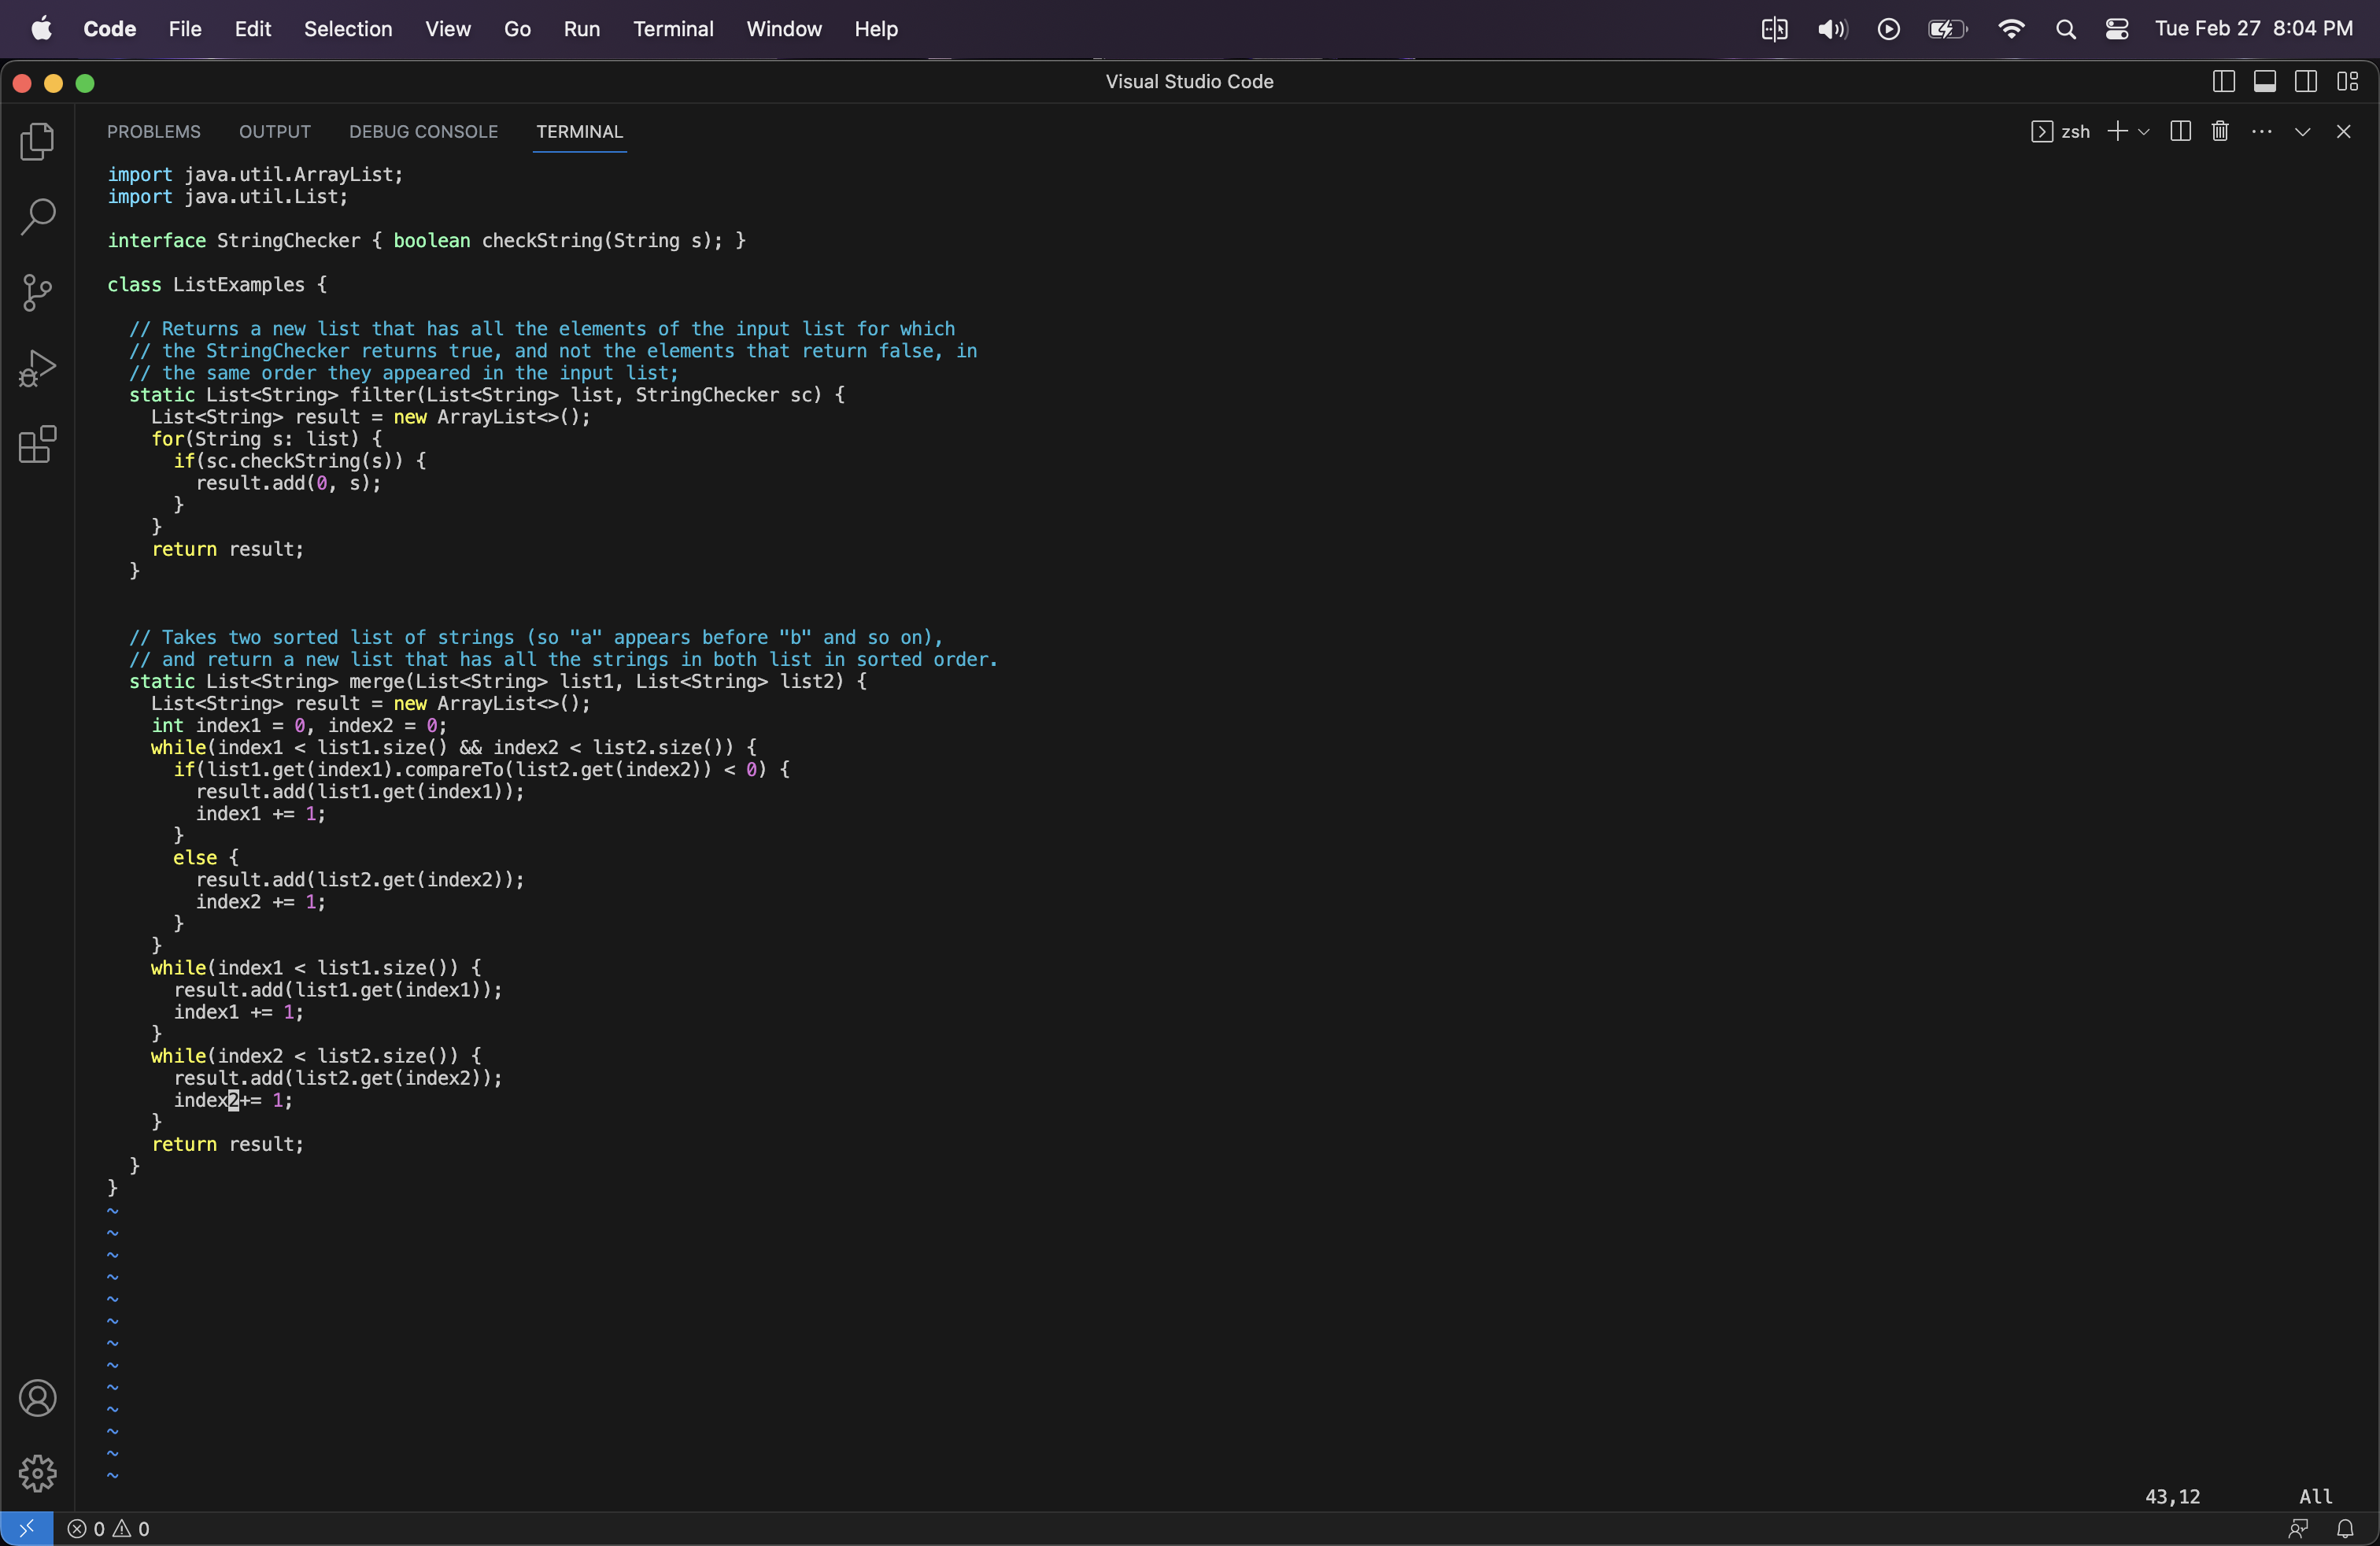 Code File Edit Selection View Go Run Terminal Window Help Tue Feb 27 8:04 PM
Visual Studio Code
PROBLEMS OUTPUT DEBUG CONSOLE TERMINAL zsh
import java.util.ArrayList;
import java.util.List;
interface StringChecker { boolean checkString(String s); }
class ListExamples {
// Returns a new list that has all the elements of the input list for which
// the StringChecker returns true, and not the elements that return false, in
// the same order they appeared in the input list;
static List<String> filter(List<String> list, StringChecker sc) {
List<String> result = new ArrayList<>();
for(String s: list) {
if(sc.checkString(s)) {
result.add(0, s);
}
}
return result;
}
// Takes two sorted list of strings (so "a" appears before "b" and so on),
// and return a new list that has all the strings in both list in sorted order.
static List<String> merge(List<String> list1, List<String> list2) {
List<String> result = new ArrayList<>();
int index1 = 0, index2 = 0;
while(index1 < list1.size() && index2 < list2.size()) {
if(list1.get(index1).compareTo(list2.get(index2)) < 0) {
result.add(list1.get(index1));
index1 += 1;
}
else {
result.add(list2.get(index2));
index2 += 1;
}
}
while(index1 < list1.size()) {
result.add(list1.get(index1));
index1 += 1;
}
while(index2 < list2.size()) {
result.add(list2.get(index2));
index2+= 1;
}
return result;
}
}
~
~
~
~
~
~
~
~
~
~
~
~
~
43,12 All
0 0